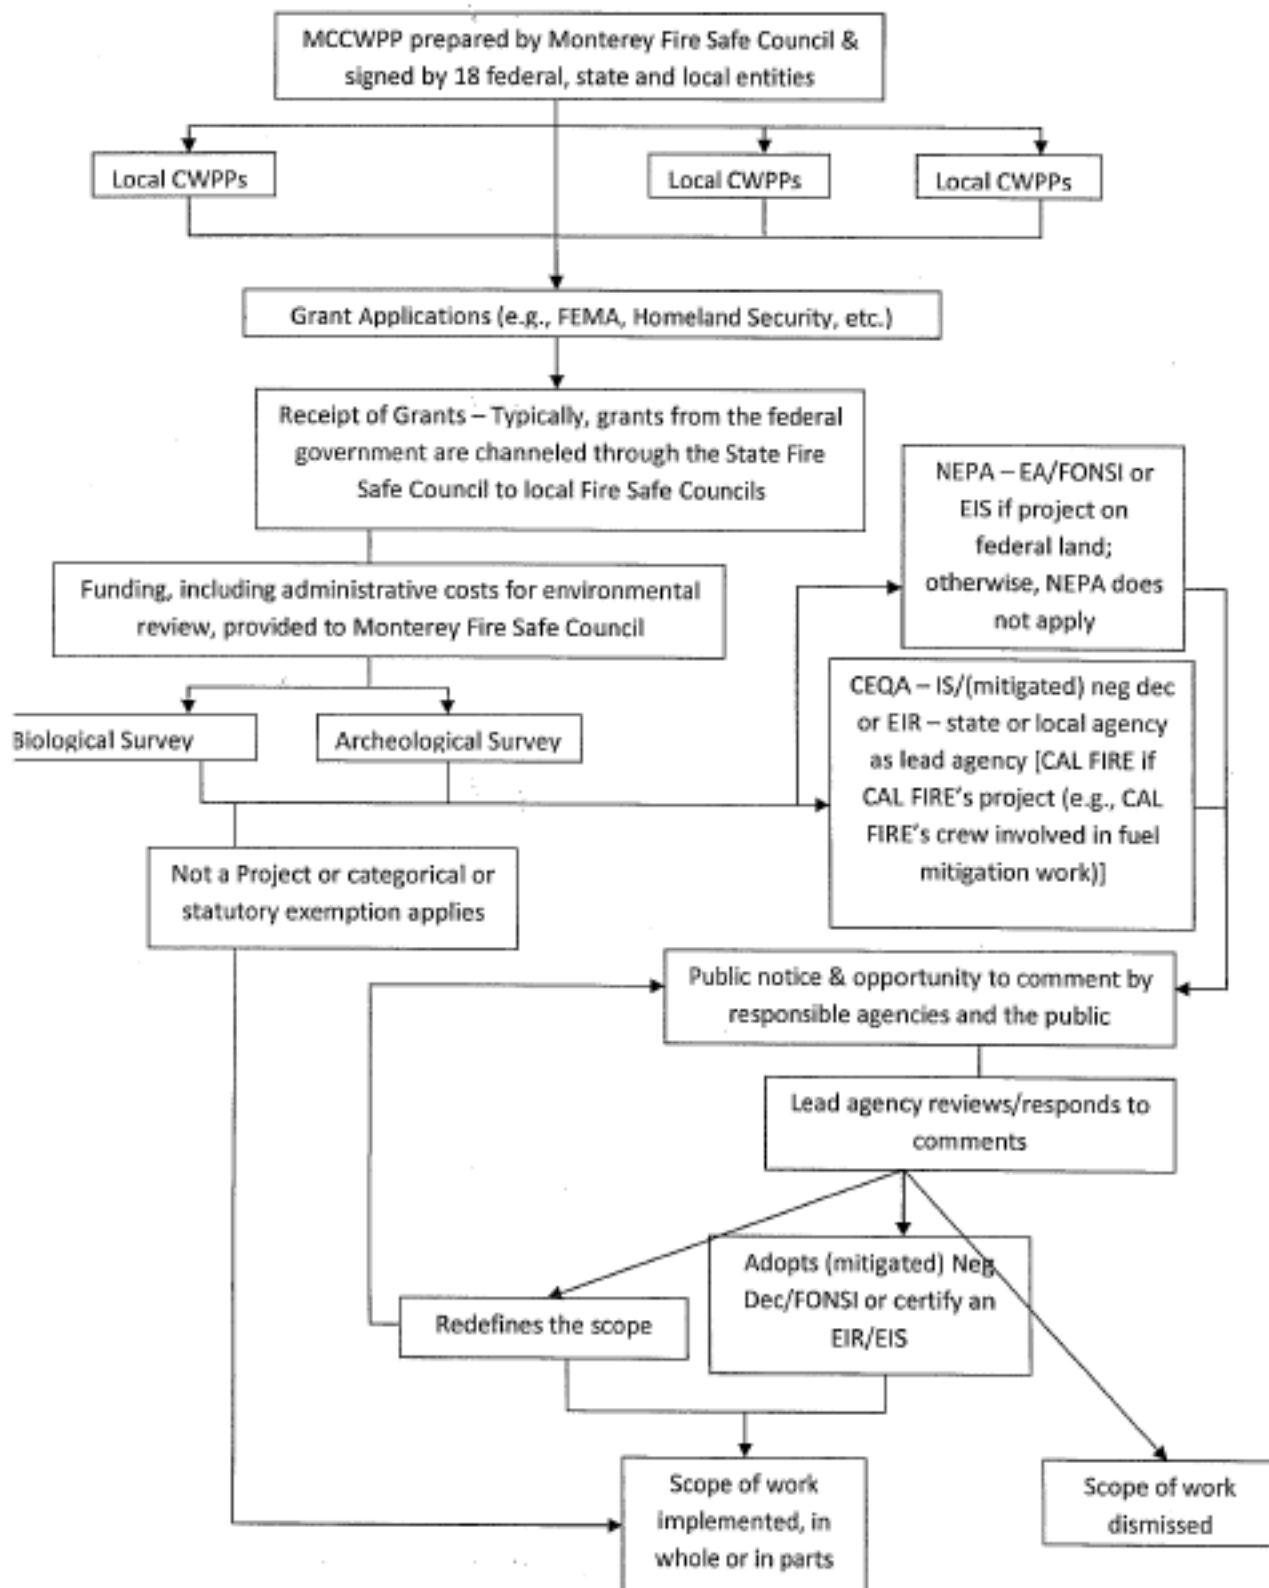 MCCWPP prepared by Monterey Fire Safe Council &
signed by 18 federal, state and local entities
Local CWPPs
Local CWPPs
Local CWPPs
Grant Applications (e.g., FEMA, Homeland Security, etc.)
Receipt of Grants – Typically, grants from the federal
government are channeled through the State Fire
Safe Council to local Fire Safe Councils
NEPA – EA/FONSI or
EIS if project on
federal land;
otherwise, NEPA does
not apply
Funding, including administrative costs for environmental
review, provided to Monterey Fire Safe Council
CEQA – IS/(mitigated) neg dec
or EIR – state or local agency
as lead agency [CAL FIRE if
CAL FIRE's project (e.g., CAL
FIRE's crew involved in fuel
mitigation work)]
Biological Survey
Archeological Survey
Not a Project or categorical or
statutory exemption applies
Public notice & opportunity to comment by
responsible agencies and the public
Lead agency reviews/responds to
comments
Redefines the scope
Adopts (mitigated) Neg
Dec/FONSI or certify an
EIR/EIS
Scope of work
implemented, in
whole or in parts
Scope of work
dismissed